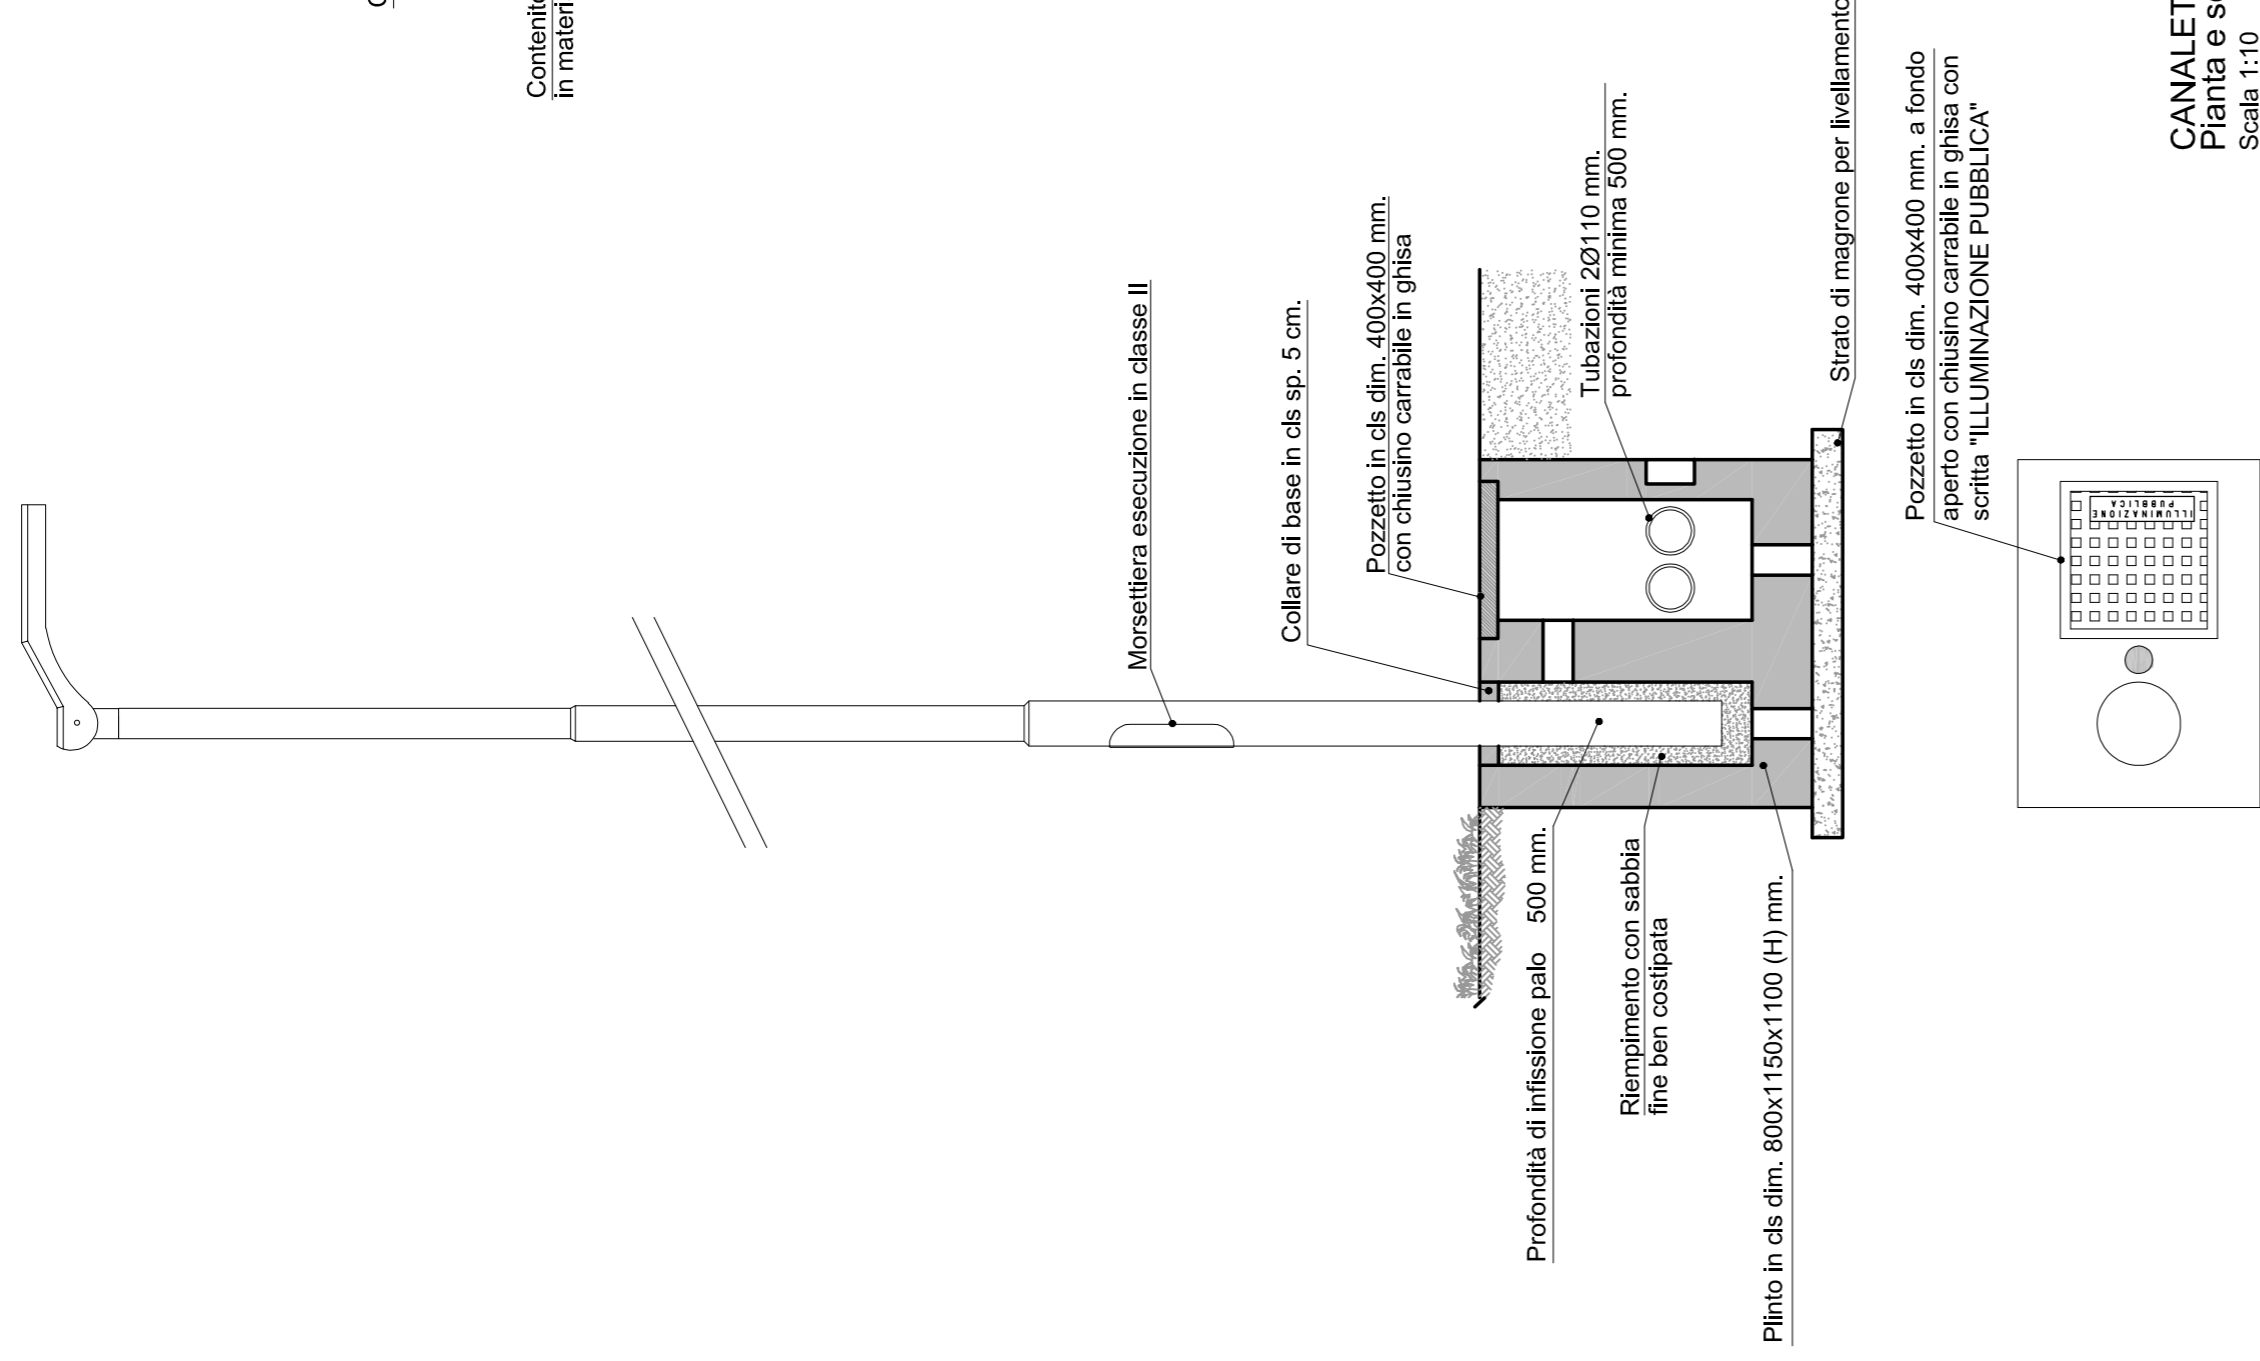 Contenito
in materi
Morsettiera esecuzione in classe II
Collare di base in cls sp. 5 cm.
Pozzetto in cls dim. 400x400 mm.
con chiusino carrabile in ghisa
Tubazioni 2Ø110 mm.
profondità minima 500 mm.
Strato di magrone per livellamento
Pozzetto in cls dim. 400x400 mm. a fondo
aperto con chiusino carrabile in ghisa con
scritta "ILLUMINAZIONE PUBBLICA"
ILLUMINAZIONE
PUBBLICA
Profondità di infissione palo 500 mm.
Riempimento con sabbia
fine ben costipata
Plinto in cls dim. 800x1150x1100 (H) mm.
CANALET
Pianta e se
Scala 1:10